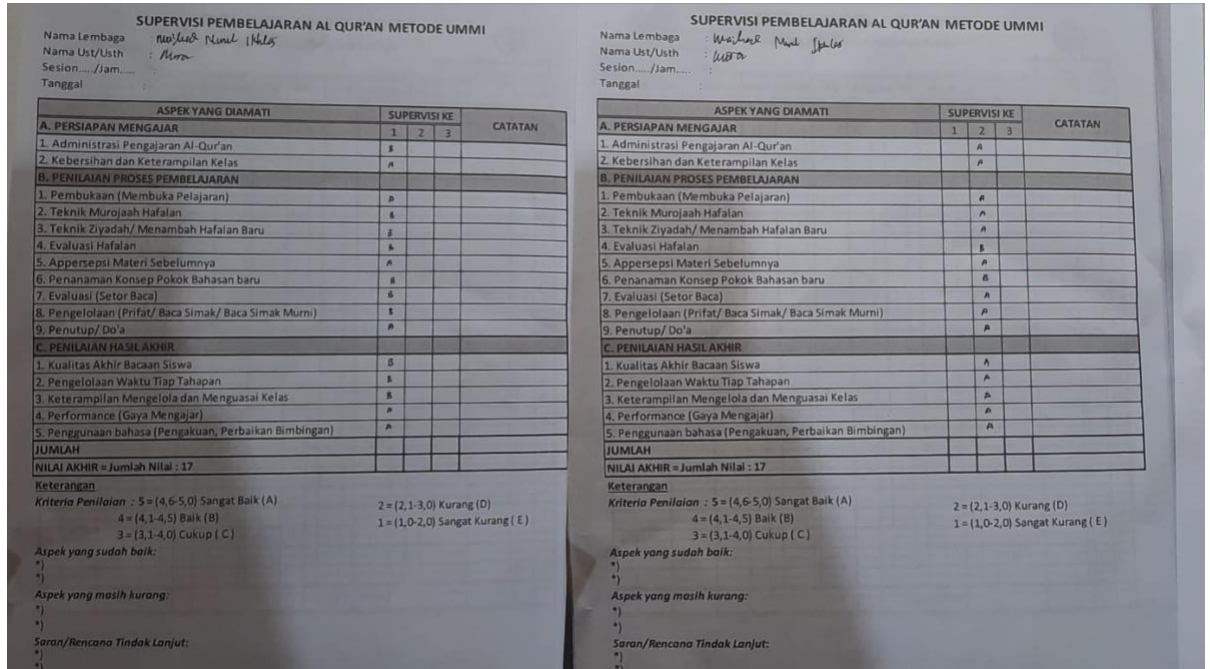 SUPERVISI PEMBELAJARAN AL QUR'AN METODE UMMI
Nama Lembaga :
Nama Ust/Usth :
Sesion...../Jam..... :
Tanggal :
ASPEK YANG DIAMATI SUPERVISI KE CATATAN
A. PERSIAPAN MENGAJAR 1 2 3
1. Administrasi Pengajaran Al-Qur'an B
2. Kebersihan dan Keterampilan Kelas A
B. PENILAIAN PROSES PEMBELAJARAN
1. Pembukaan (Membuka Pelajaran)
2. Teknik Murojaah Hafalan B
3. Teknik Ziyadah/ Menambah Hafalan Baru B
4. Evaluasi Hafalan B
5. Appersepsi Materi Sebelumnya A
6. Penanaman Konsep Pokok Bahasan baru
7. Evaluasi (Setor Baca) B
8. Pengelolaan (Prifat/ Baca Simak/ Baca Simak Murni) B
9. Penutup/ Do'a A
C. PENILAIAN HASIL AKHIR
1. Kualitas Akhir Bacaan Siswa B
2. Pengelolaan Waktu Tiap Tahapan B
3. Keterampilan Mengelola dan Menguasai Kelas B
4. Performance (Gaya Mengajar) A
5. Penggunaan bahasa (Pengakuan, Perbaikan Bimbingan) A
JUMLAH
NILAI AKHIR = Jumlah Nilai : 17
Keterangan
Kriteria Penilaian : 5 = (4,6-5,0) Sangat Baik (A) 2 = (2,1-3,0) Kurang (D)
4 = (4,1-4,5) Baik (B) 1 = (1,0-2,0) Sangat Kurang ( E )
3 = (3,1-4,0) Cukup ( C )
Aspek yang sudah baik:
*)
*)
Aspek yang masih kurang:
*)
*)
Saran/Rencana Tindak Lanjut:
*)
*)
SUPERVISI PEMBELAJARAN AL QUR'AN METODE UMMI
Nama Lembaga :
Nama Ust/Usth :
Sesion...../Jam..... :
Tanggal :
ASPEK YANG DIAMATI SUPERVISI KE CATATAN
A. PERSIAPAN MENGAJAR 1 2 3
1. Administrasi Pengajaran Al-Qur'an A
2. Kebersihan dan Keterampilan Kelas A
B. PENILAIAN PROSES PEMBELAJARAN
1. Pembukaan (Membuka Pelajaran) A
2. Teknik Murojaah Hafalan A
3. Teknik Ziyadah/ Menambah Hafalan Baru A
4. Evaluasi Hafalan B
5. Appersepsi Materi Sebelumnya A
6. Penanaman Konsep Pokok Bahasan baru B
7. Evaluasi (Setor Baca) A
8. Pengelolaan (Prifat/ Baca Simak/ Baca Simak Murni) A
9. Penutup/ Do'a A
C. PENILAIAN HASIL AKHIR
1. Kualitas Akhir Bacaan Siswa A
2. Pengelolaan Waktu Tiap Tahapan A
3. Keterampilan Mengelola dan Menguasai Kelas A
4. Performance (Gaya Mengajar) A
5. Penggunaan bahasa (Pengakuan, Perbaikan Bimbingan) A
JUMLAH
NILAI AKHIR = Jumlah Nilai : 17
Keterangan
Kriteria Penilaian : 5 = (4,6-5,0) Sangat Baik (A) 2 = (2,1-3,0) Kurang (D)
4 = (4,1-4,5) Baik (B) 1 = (1,0-2,0) Sangat Kurang ( E )
3 = (3,1-4,0) Cukup ( C )
Aspek yang sudah baik:
*)
*)
Aspek yang masih kurang:
*)
*)
Saran/Rencana Tindak Lanjut:
*)
*)